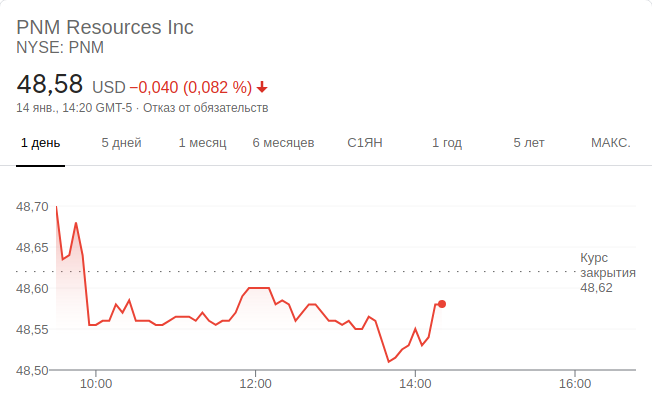 PNM Resources Inc
NYSE: PNM
48,58 USD −0,040 (0,082 %)
14 янв., 14:20 GMT-5 · Отказ от обязательств
1 день 5 дней 1 месяц 6 месяцев С1ЯН 1 год 5 лет МАКС.
48,70
48,65
Курс
закрытия
48,62
48,60
48,55
48,50
10:00 12:00 14:00 16:00